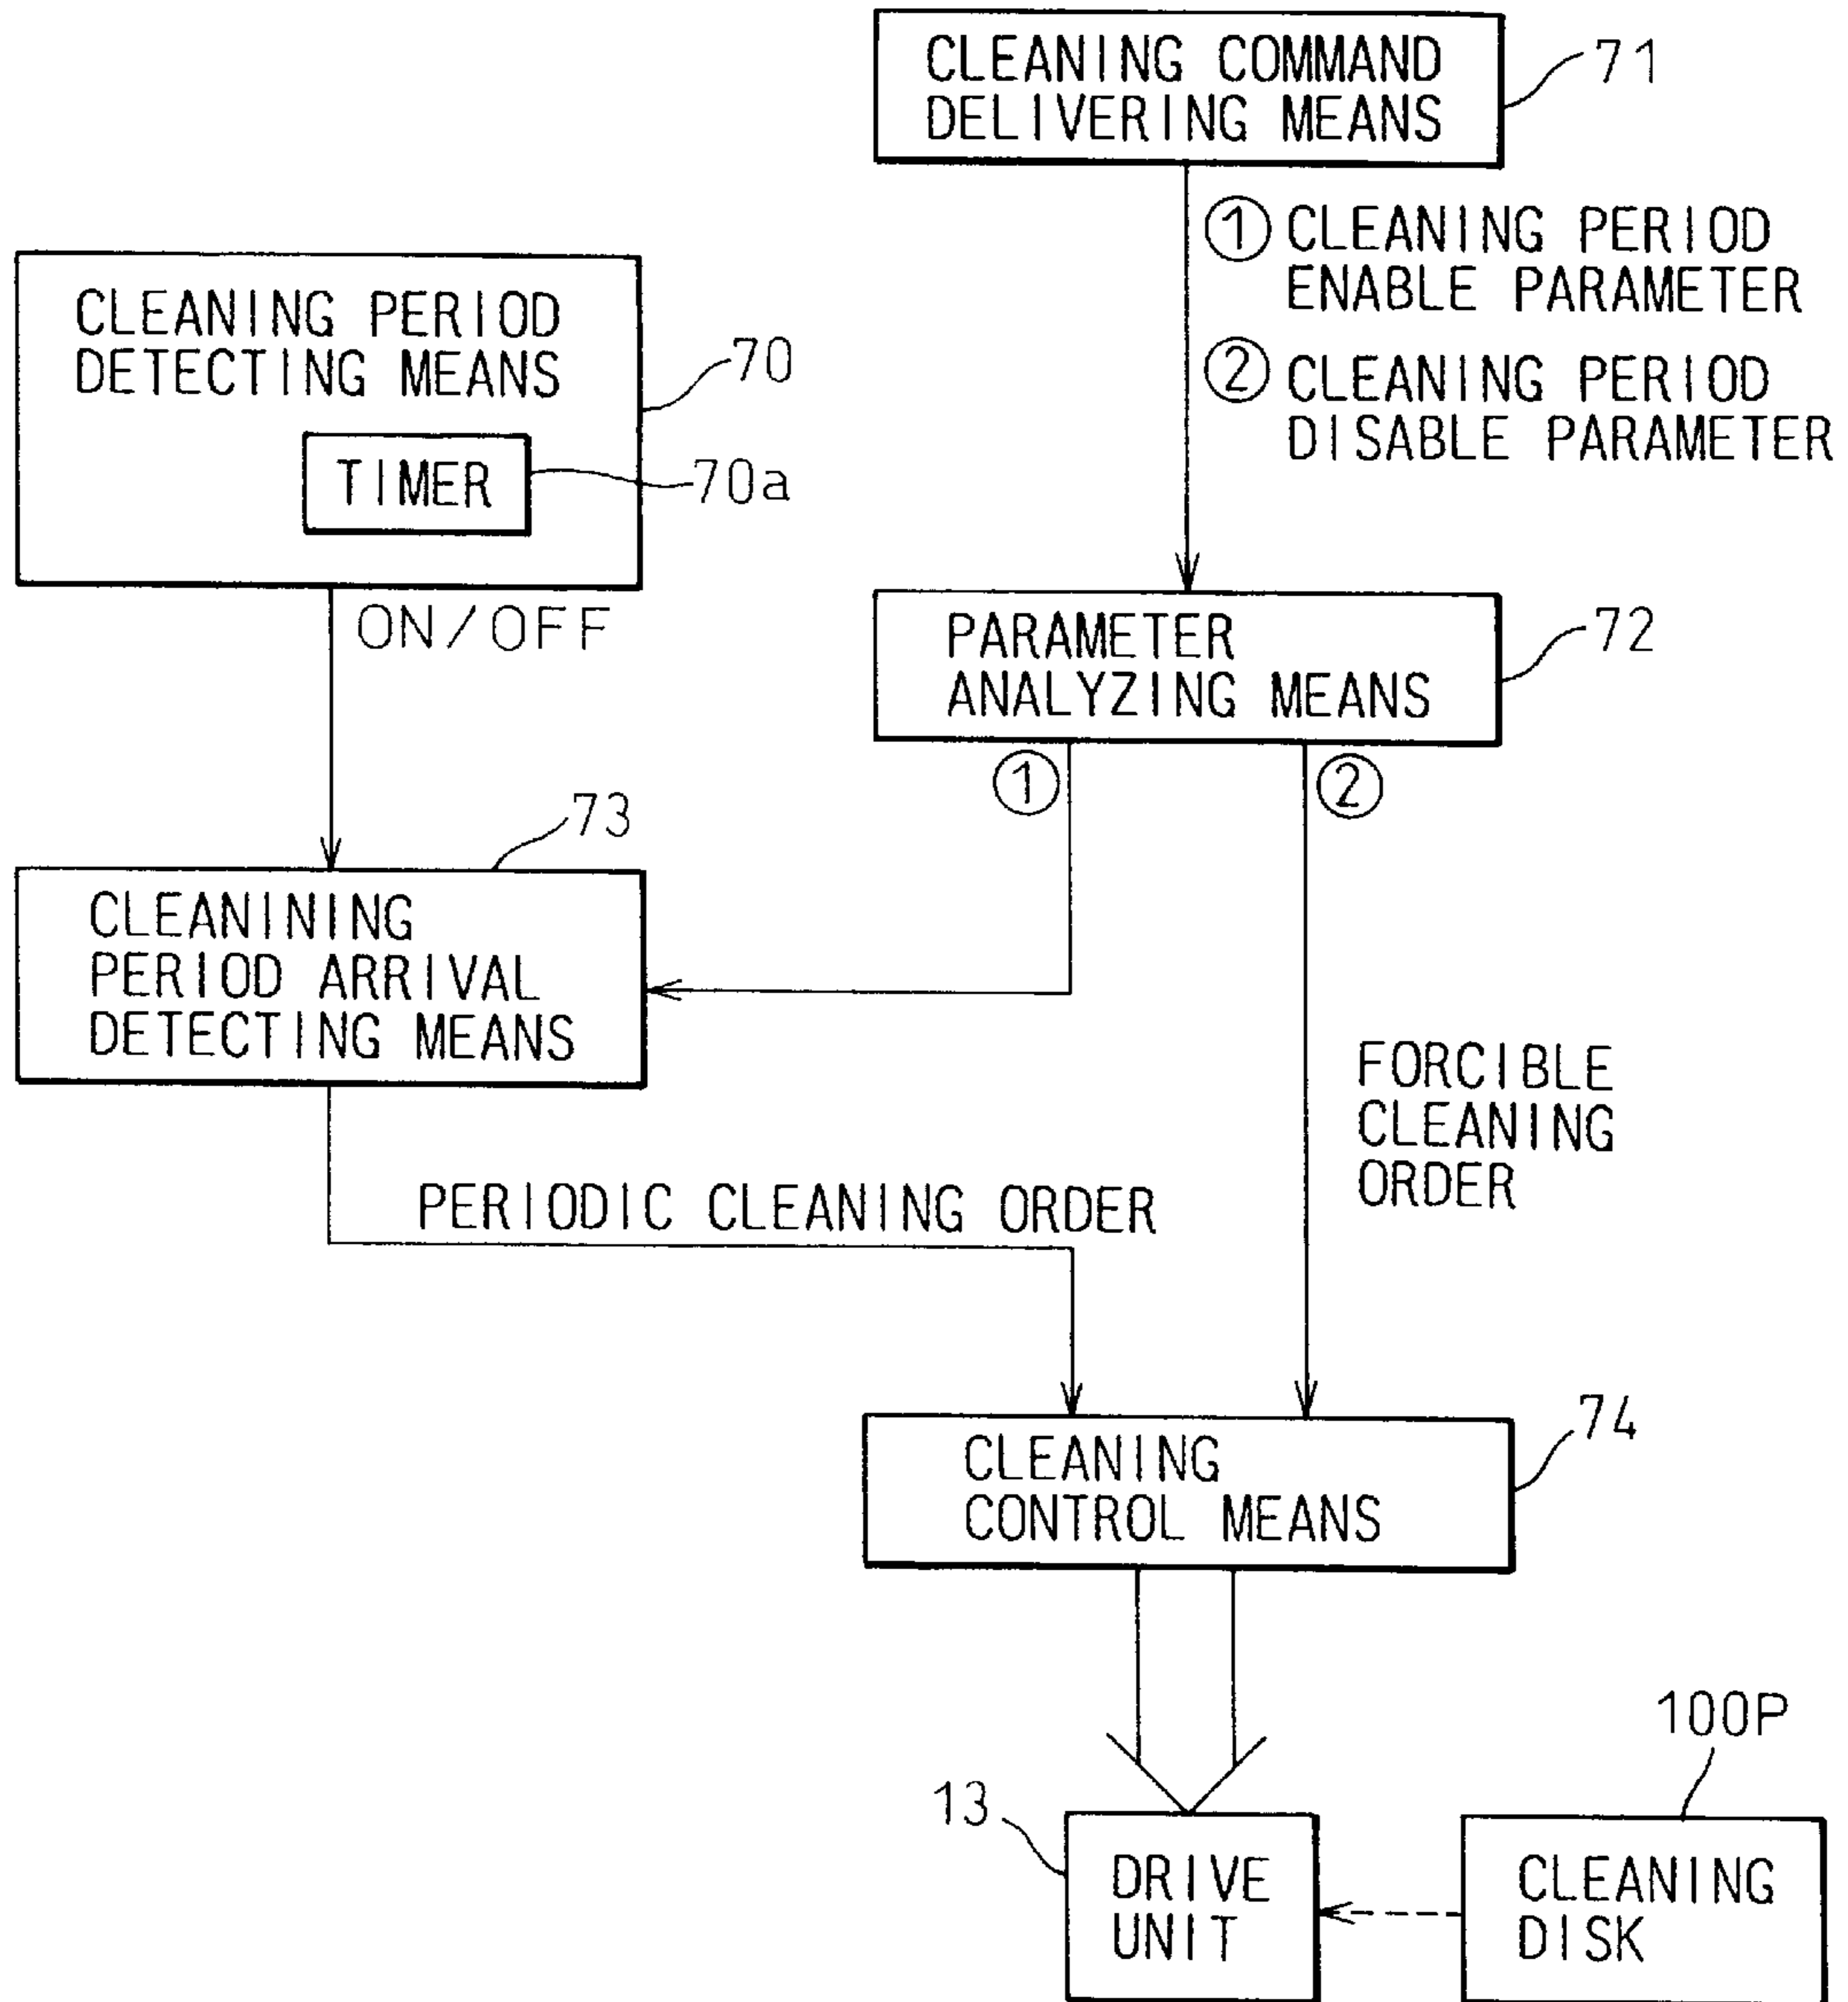 CLEANING COMMAND
DELIVERING MEANS
71
① CLEANING PERIOD
ENABLE PARAMETER
② CLEANING PERIOD
DISABLE PARAMETER
CLEANING PERIOD
DETECTING MEANS
70
TIMER
70a
ON/OFF
PARAMETER
ANALYZING MEANS
72
①
②
73
CLEANINING
PERIOD ARRIVAL
DETECTING MEANS
FORCIBLE
CLEANING
ORDER
PERIODIC CLEANING ORDER
CLEANING
CONTROL MEANS
74
100P
13
DRIVE
UNIT
CLEANING
DISK